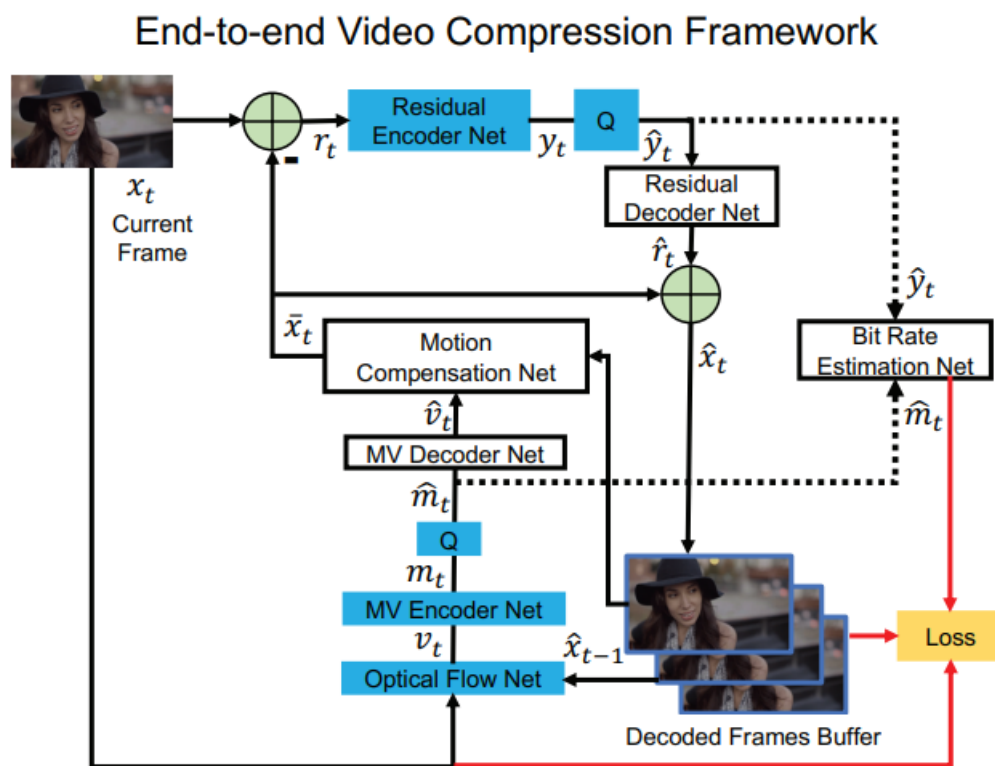 End-to-end Video Compression Framework
x_t
Current
Frame
-
r_t
Residual
Encoder Net
y_t
Q
ŷ_t
Residual
Decoder Net
r̂_t
ŷ_t
x̄_t
Motion
Compensation Net
x̂_t
Bit Rate
Estimation Net
v̂_t
m̂_t
MV Decoder Net
m̂_t
Q
m_t
MV Encoder Net
v_t
x̂_{t-1}
Optical Flow Net
Loss
Decoded Frames Buffer